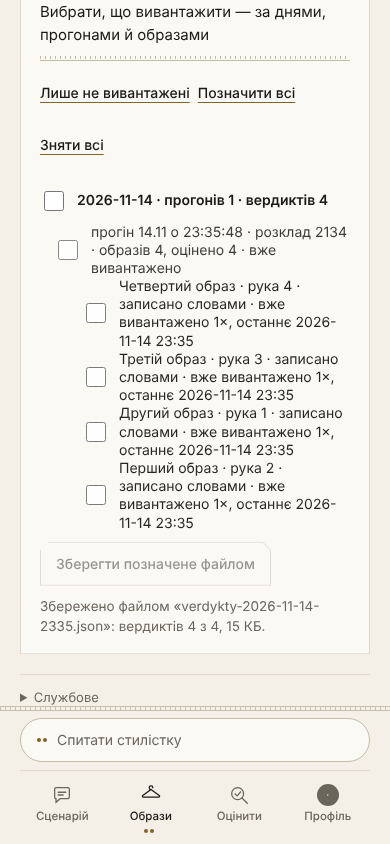 Вибрати, що вивантажити — за днями,
прогонами й образами
Лише не вивантажені Позначити всі
Зняти всі
2026-11-14 · прогонів 1 · вердиктів 4
прогін 14.11 о 23:35:48 · розклад 2134
· образів 4, оцінено 4 · вже
вивантажено
Четвертий образ · рука 4 ·
записано словами · вже
вивантажено 1×, останнє 2026-
11-14 23:35
Третій образ · рука 3 · записано
словами · вже вивантажено 1×,
останнє 2026-11-14 23:35
Другий образ · рука 1 · записано
словами · вже вивантажено 1×,
останнє 2026-11-14 23:35
Перший образ · рука 2 ·
записано словами · вже
вивантажено 1×, останнє 2026-
11-14 23:35
Зберегти позначене файлом
Збережено файлом «verdykty-2026-11-14-
2335.json»: вердиктів 4 з 4, 15 КБ.
Службове
Спитати стилістку
Сценарій Образи Оцінити Профіль